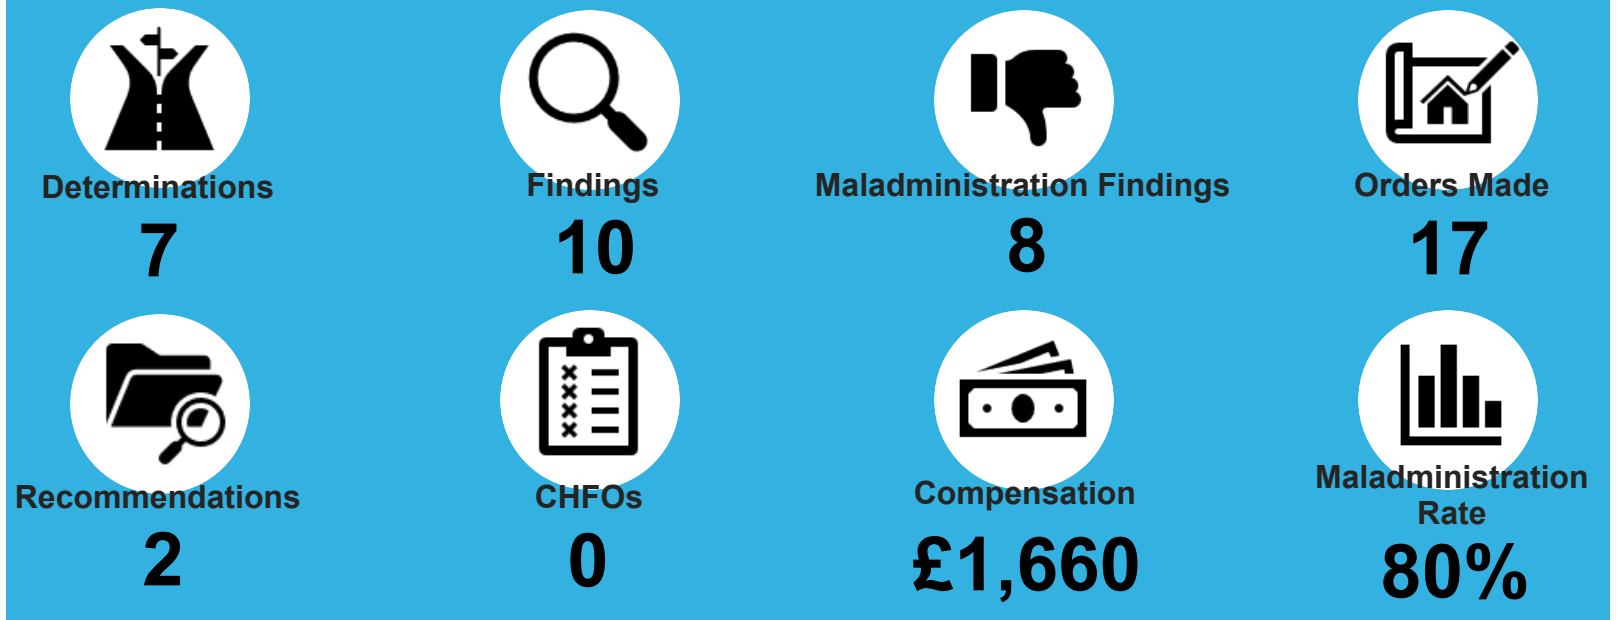 Determinations
7
Findings
10
Maladministration Findings
8
Orders Made
17
Recommendations
2
CHFOs
0
Compensation
£1,660
Maladministration
Rate
80%